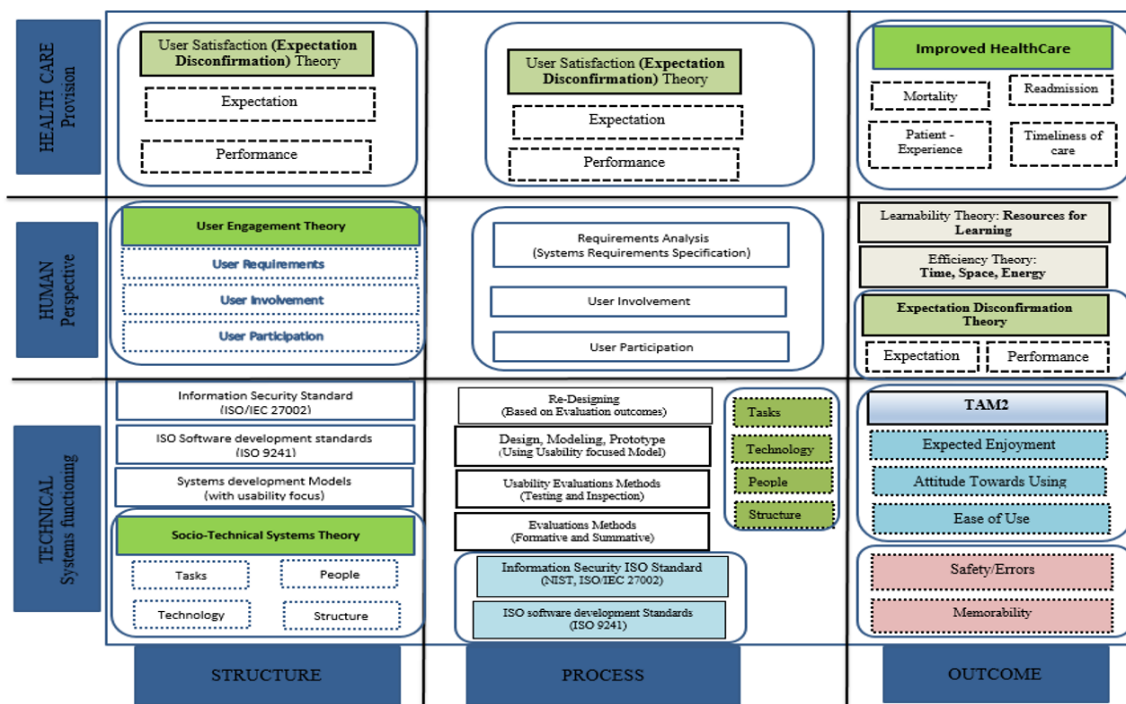 HEALTH CARE
Provision
User Satisfaction (Expectation
Disconfirmation) Theory
Expectation
Performance
User Satisfaction (Expectation
Disconfirmation) Theory
Expectation
Performance
Improved HealthCare
Mortality
Readmission
Patient -
Experience
Timeliness of
care
HUMAN
Perspective
User Engagement Theory
User Requirements
User Involvement
User Participation
Requirements Analysis
(Systems Requirements Specification)
User Involvement
User Participation
Learnability Theory: Resources for
Learning
Efficiency Theory:
Time, Space, Energy
Expectation Disconfirmation
Theory
Expectation
Performance
TECHNICAL
Systems functioning
Information Security Standard
(ISO/IEC 27002)
ISO Software development standards
(ISO 9241)
Systems development Models
(with usability focus)
Socio-Technical Systems Theory
Tasks
People
Technology
Structure
Re-Designing
(Based on Evaluation outcomes)
Design, Modeling, Prototype
(Using Usability focused Model)
Usability Evaluations Methods
(Testing and Inspection)
Evaluations Methods
(Formative and Summative)
Information Security ISO Standard
(NIST, ISO/IEC 27002)
ISO software development Standards
(ISO 9241)
Tasks
Technology
People
Structure
TAM2
Expected Enjoyment
Attitude Towards Using
Ease of Use
Safety/Errors
Memorability
STRUCTURE
PROCESS
OUTCOME